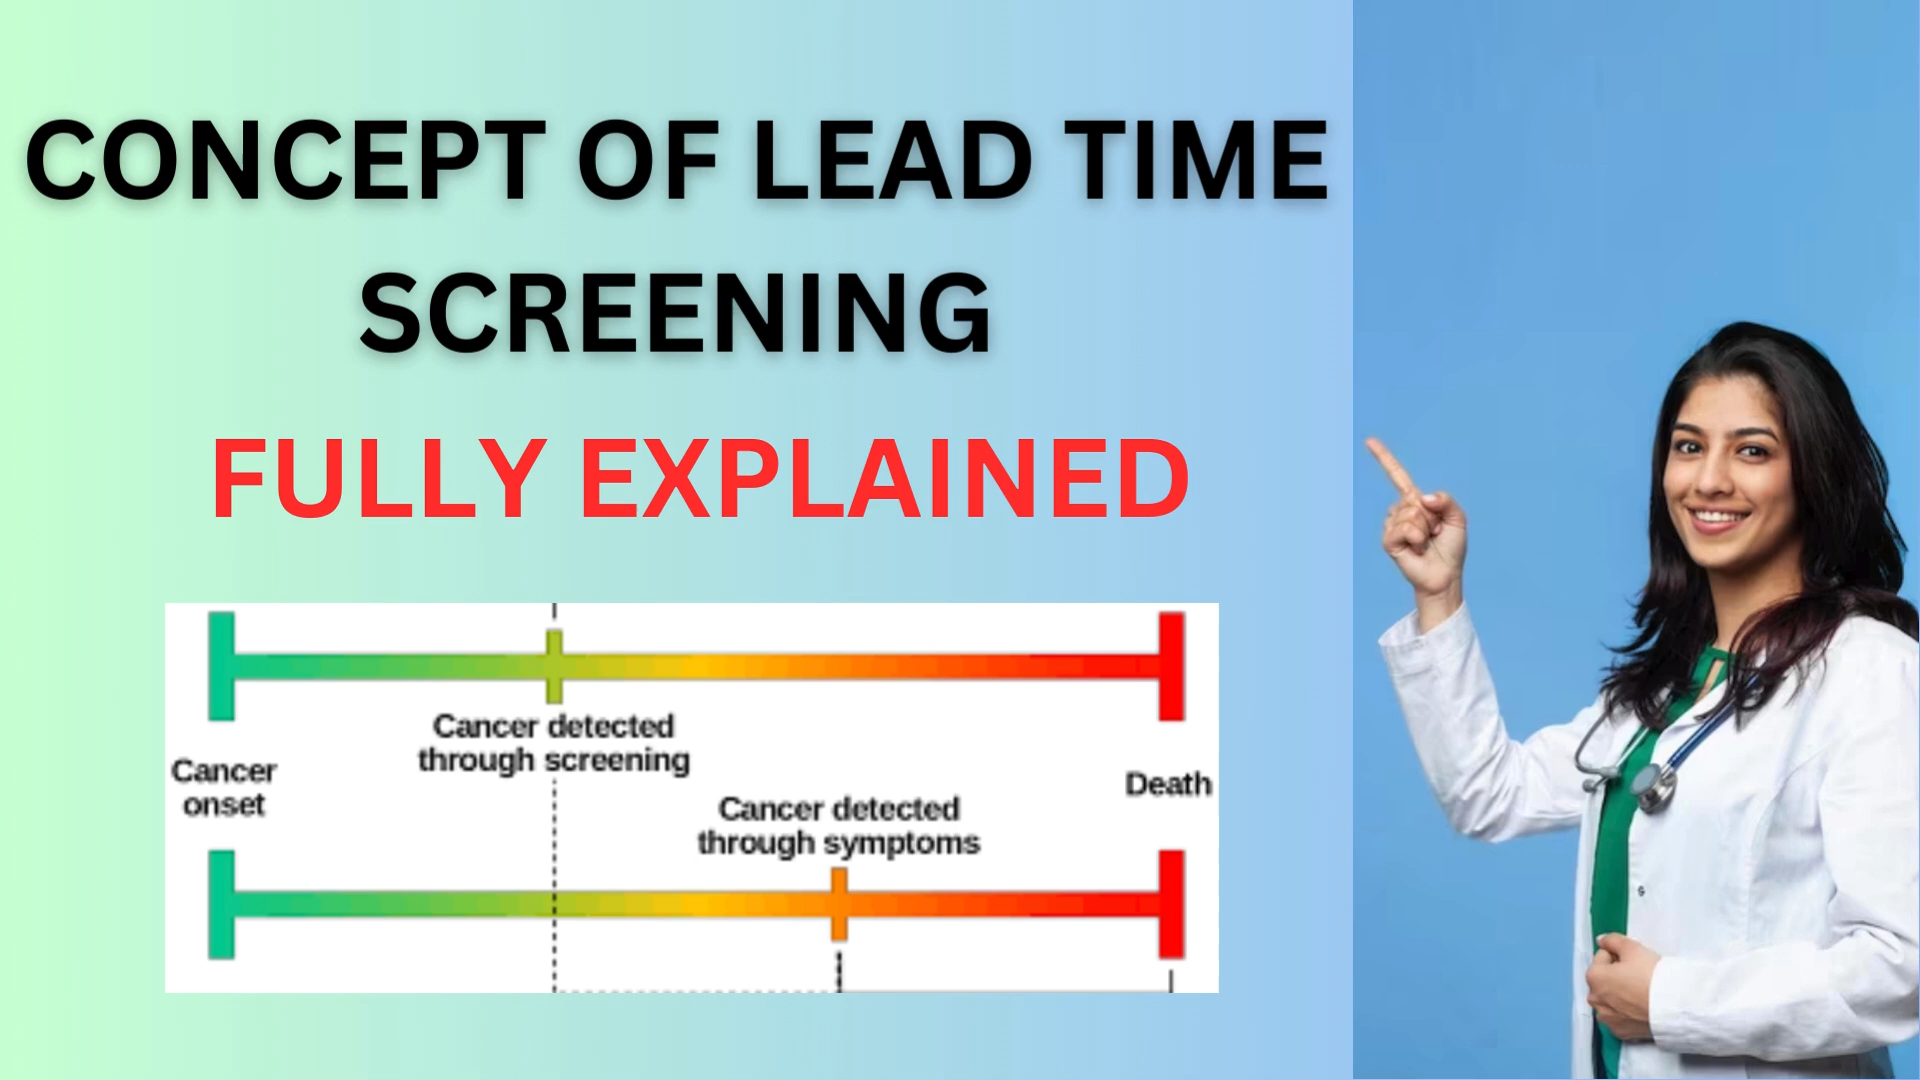 CONCEPT OF LEAD TIME
SCREENING
FULLY EXPLAINED
Cancer detected
through screening
Cancer
onset
Death
Cancer detected
through symptoms